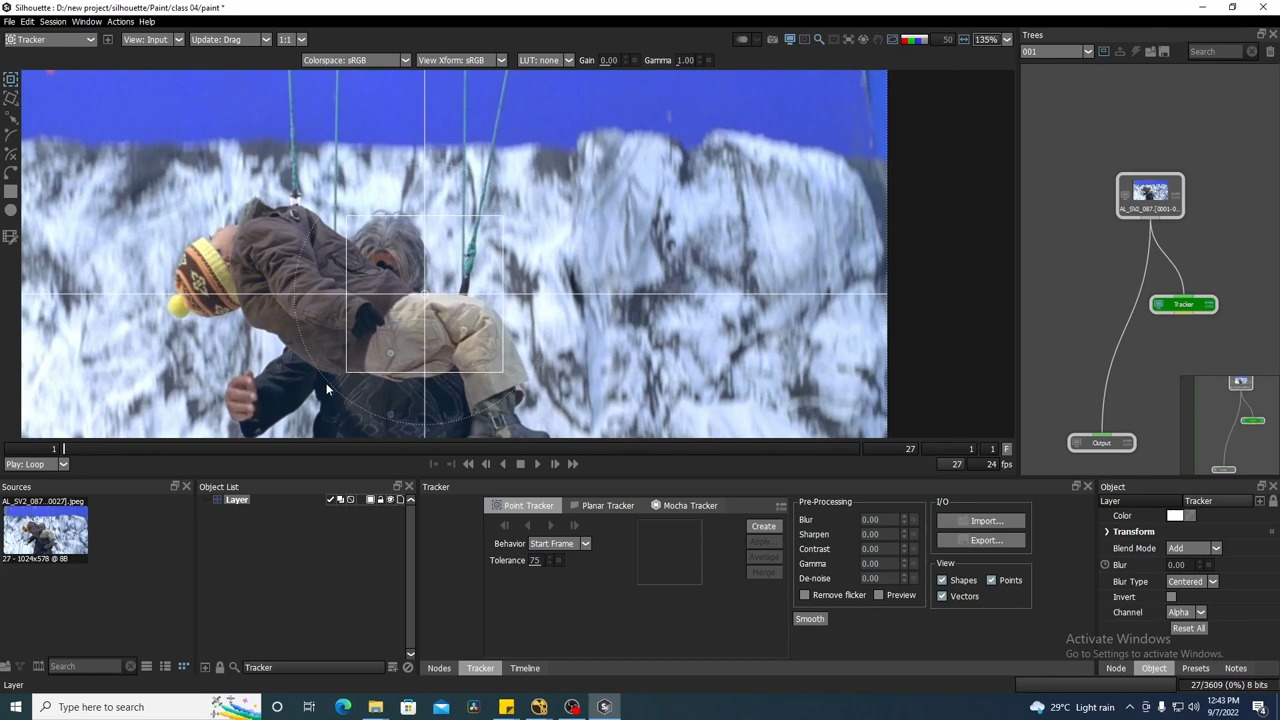 Silhouette : D:/new project/silhouette/Paint/class 04/paint *
File Edit Session Window Actions Help
Tracker View: Input Update: Drag 1:1 50 135%
Colorspace: sRGB View Xform: sRGB LUT: none Gain 0.00 Gamma 1.00
Trees
001 Search
AL_SV2_087.[0001-0...
Tracker
Output
1 27 1 1 F
Play: Loop 27 24 fps
Sources
AL_SV2_087...0027].jpeg
27 - 1024x578 @ 8B
Search
Object List
Layer
Tracker
Tracker
Point Tracker Planar Tracker Mocha Tracker
Behavior Start Frame
Tolerance 75
Create
Apply...
Average
Merge
Pre-Processing
Blur 0.00
Sharpen 0.00
Contrast 0.00
Gamma 0.00
De-noise 0.00
Remove flicker Preview
Smooth
I/O
Import...
Export...
View
Shapes Points
Vectors
Object
Layer Tracker
Color
Transform
Blend Mode Add
Blur 0.00
Blur Type Centered
Invert
Channel Alpha
Reset All
Activate Windows
Go to Settings to activate Windows.
Nodes Tracker Timeline
Node Object Presets Notes
Layer
27/3609 (0%) 8 bits
Type here to search
29°C Light rain
12:43 PM
9/7/2022
4